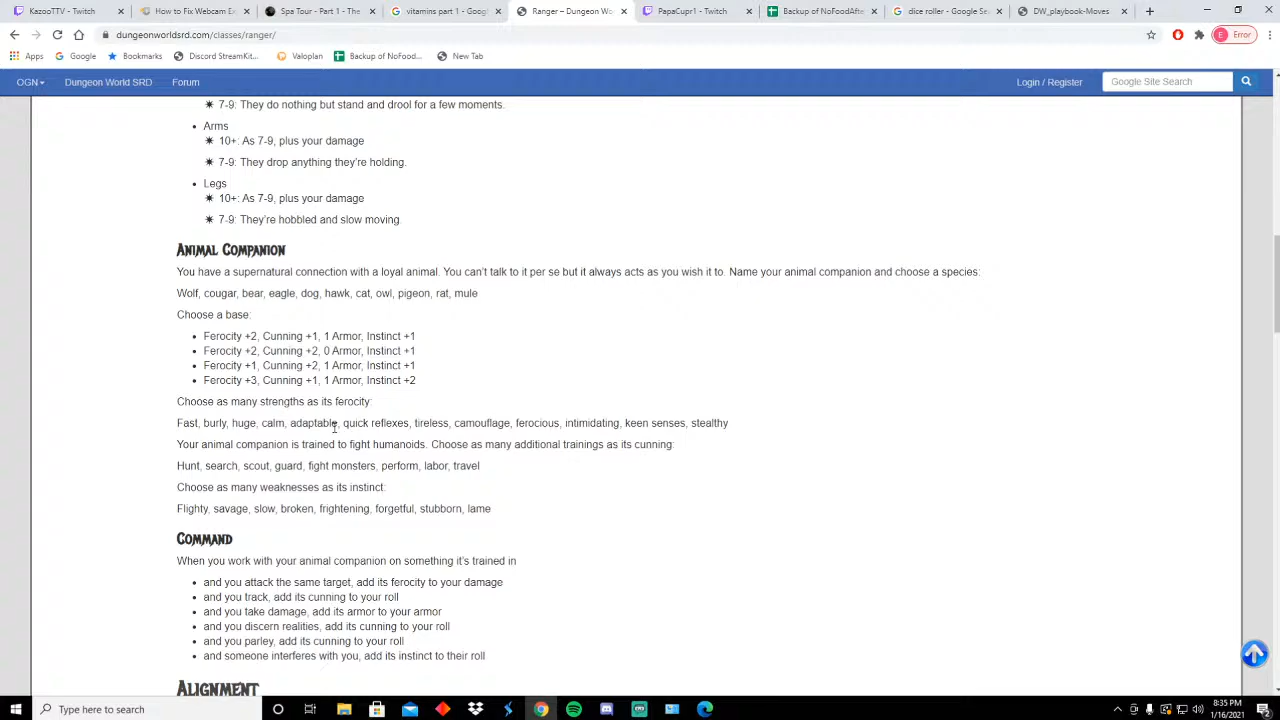 KazooTTV - Twitch
How to Fix Webcam Ex
Spa Tour - Part 1 - The
vitamins part 1 - Goog
Ranger – Dungeon Wo
PapaCupr1 - Twitch
Backup of NoFoodAfte
dice roller - Google Se
DW_playbook-Moves
dungeonworldsrd.com/classes/ranger/
E Error
Apps
Google
Bookmarks
Discord StreamKit...
Valoplan
Backup of NoFoo...
New Tab
OGN
Dungeon World SRD
Forum
Login / Register
Google Site Search
7-9: They do nothing but stand and drool for a few moments.
Arms
10+: As 7-9, plus your damage
7-9: They drop anything they're holding.
Legs
10+: As 7-9, plus your damage
7-9: They're hobbled and slow moving.
Animal Companion
You have a supernatural connection with a loyal animal. You can't talk to it per se but it always acts as you wish it to. Name your animal companion and choose a species:
Wolf, cougar, bear, eagle, dog, hawk, cat, owl, pigeon, rat, mule
Choose a base:
Ferocity +2, Cunning +1, 1 Armor, Instinct +1
Ferocity +2, Cunning +2, 0 Armor, Instinct +1
Ferocity +1, Cunning +2, 1 Armor, Instinct +1
Ferocity +3, Cunning +1, 1 Armor, Instinct +2
Choose as many strengths as its ferocity:
Fast, burly, huge, calm, adaptable, quick reflexes, tireless, camouflage, ferocious, intimidating, keen senses, stealthy
Your animal companion is trained to fight humanoids. Choose as many additional trainings as its cunning:
Hunt, search, scout, guard, fight monsters, perform, labor, travel
Choose as many weaknesses as its instinct:
Flighty, savage, slow, broken, frightening, forgetful, stubborn, lame
Command
When you work with your animal companion on something it's trained in
and you attack the same target, add its ferocity to your damage
and you track, add its cunning to your roll
and you take damage, add its armor to your armor
and you discern realities, add its cunning to your roll
and you parley, add its cunning to your roll
and someone interferes with you, add its instinct to their roll
Alignment
Type here to search
8:35 PM
1/16/2021